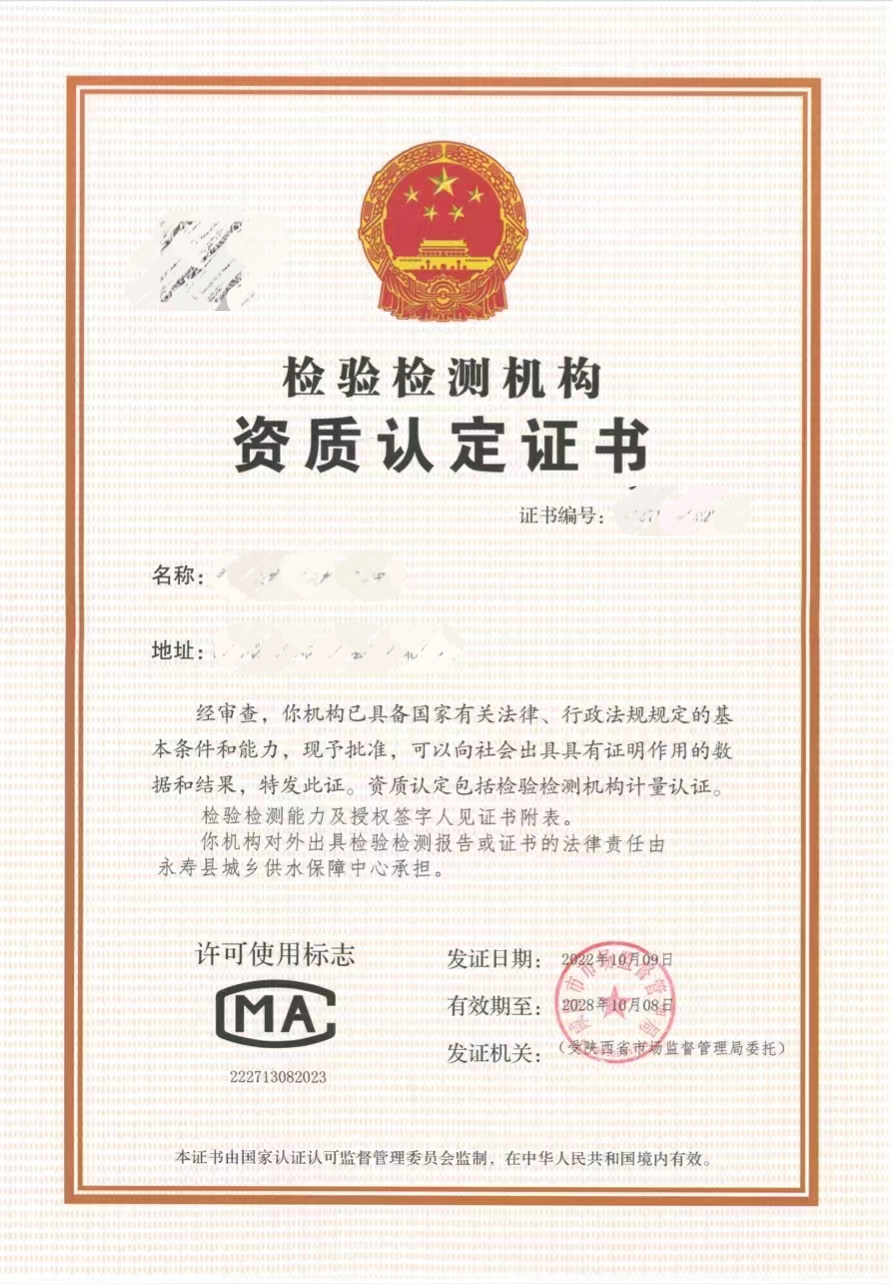 检验检测机构
资质认定证书
证书编号：
名称：
地址：
经审查，你机构已具备国家有关法律、行政法规规定的基
本条件和能力，现予批准，可以向社会出具具有证明作用的数
据和结果，特发此证。资质认定包括检验检测机构计量认证。
检验检测能力及授权签字人见证书附表。
你机构对外出具检验检测报告或证书的法律责任由
永寿县城乡供水保障中心承担。
许可使用标志
MA
222713082023
发证日期：2022年10月09日
有效期至：2028年10月08日
发证机关：（受陕西省市场监督管理局委托）
市市场监督管理局
本证书由国家认证认可监督管理委员会监制，在中华人民共和国境内有效。